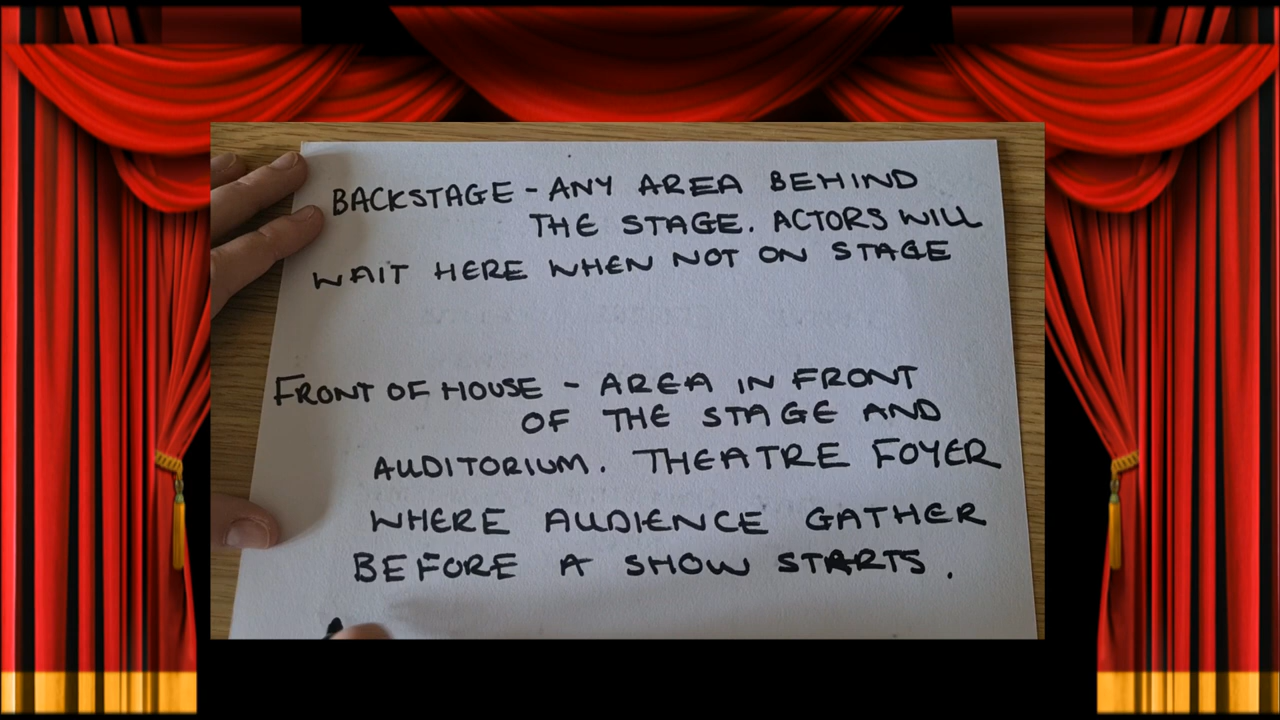 BACKSTAGE - ANY AREA BEHIND
THE STAGE. ACTORS WILL
WAIT HERE WHEN NOT ON STAGE
FRONT OF HOUSE - AREA IN FRONT
OF THE STAGE AND
AUDITORIUM. THEATRE FOYER
WHERE AUDIENCE GATHER
BEFORE A SHOW STARTS.